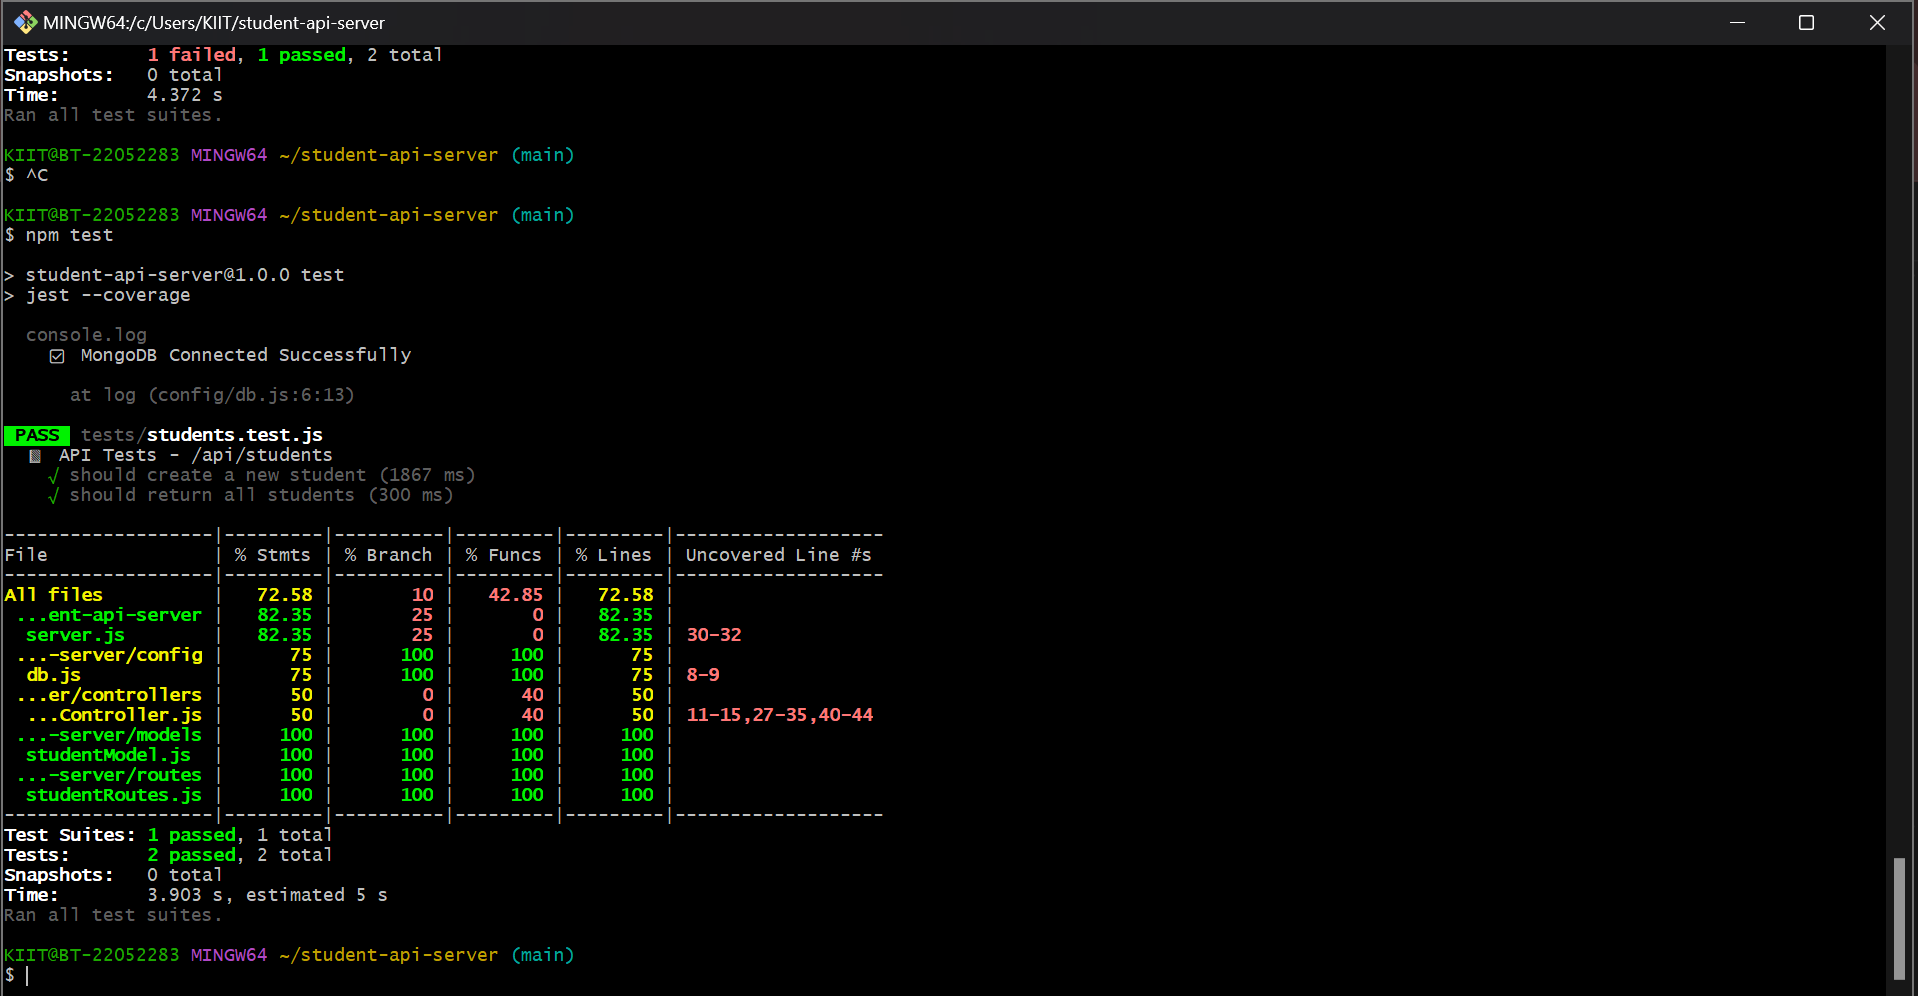 MINGW64:/c/Users/KIIT/student-api-server
Tests:       1 failed, 1 passed, 2 total
Snapshots:   0 total
Time:        4.372 s
Ran all test suites.
KIIT@BT-22052283 MINGW64 ~/student-api-server (main)
$ ^C
KIIT@BT-22052283 MINGW64 ~/student-api-server (main)
$ npm test
> student-api-server@1.0.0 test
> jest --coverage
  console.log
    ☑ MongoDB Connected Successfully
      at log (config/db.js:6:13)
 PASS  tests/students.test.js
  📓 API Tests - /api/students
    √ should create a new student (1867 ms)
    √ should return all students (300 ms)
-------------------|---------|----------|---------|---------|-------------------
File               | % Stmts | % Branch | % Funcs | % Lines | Uncovered Line #s
-------------------|---------|----------|---------|---------|-------------------
All files          |   72.58 |       10 |   42.85 |   72.58 |
 ...ent-api-server |   82.35 |       25 |       0 |   82.35 |
  server.js        |   82.35 |       25 |       0 |   82.35 | 30-32
 ...-server/config |      75 |      100 |     100 |      75 |
  db.js            |      75 |      100 |     100 |      75 | 8-9
 ...er/controllers |      50 |        0 |      40 |      50 |
  ...Controller.js |      50 |        0 |      40 |      50 | 11-15,27-35,40-44
 ...-server/models |     100 |      100 |     100 |     100 |
  studentModel.js  |     100 |      100 |     100 |     100 |
 ...-server/routes |     100 |      100 |     100 |     100 |
  studentRoutes.js |     100 |      100 |     100 |     100 |
-------------------|---------|----------|---------|---------|-------------------
Test Suites: 1 passed, 1 total
Tests:       2 passed, 2 total
Snapshots:   0 total
Time:        3.903 s, estimated 5 s
Ran all test suites.
KIIT@BT-22052283 MINGW64 ~/student-api-server (main)
$